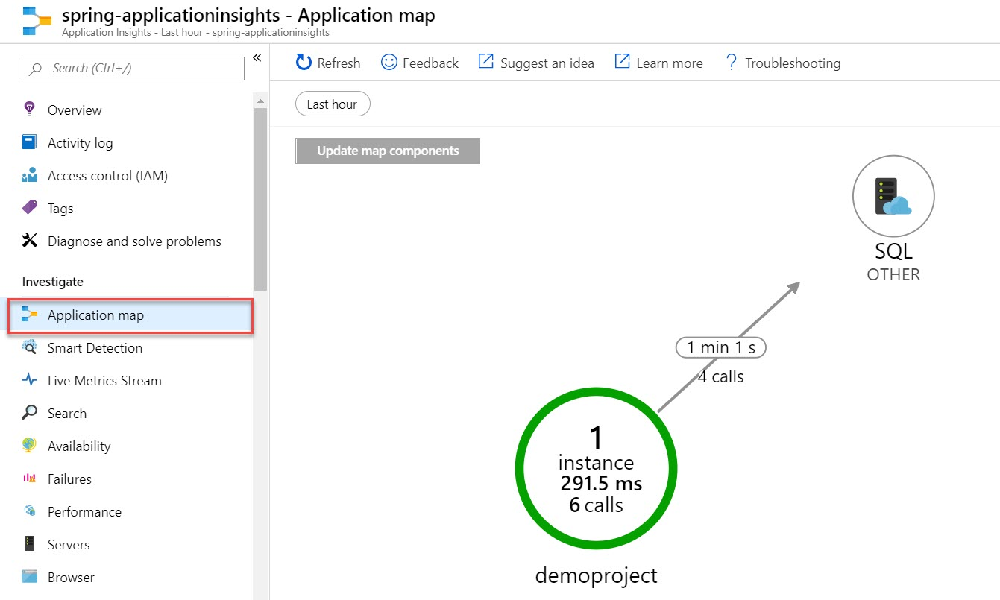 spring-applicationinsights - Application map
Application Insights - Last hour - spring-applicationinsights
Search (Ctrl+/)
«
Overview
Activity log
Access control (IAM)
Tags
Diagnose and solve problems
Investigate
Application map
Smart Detection
Live Metrics Stream
Search
Availability
Failures
Performance
Servers
Browser
Refresh
Feedback
Suggest an idea
Learn more
? Troubleshooting
Last hour
Update map components
SQL
OTHER
1 min 1 s
4 calls
1
instance
291.5 ms
6 calls
demoproject